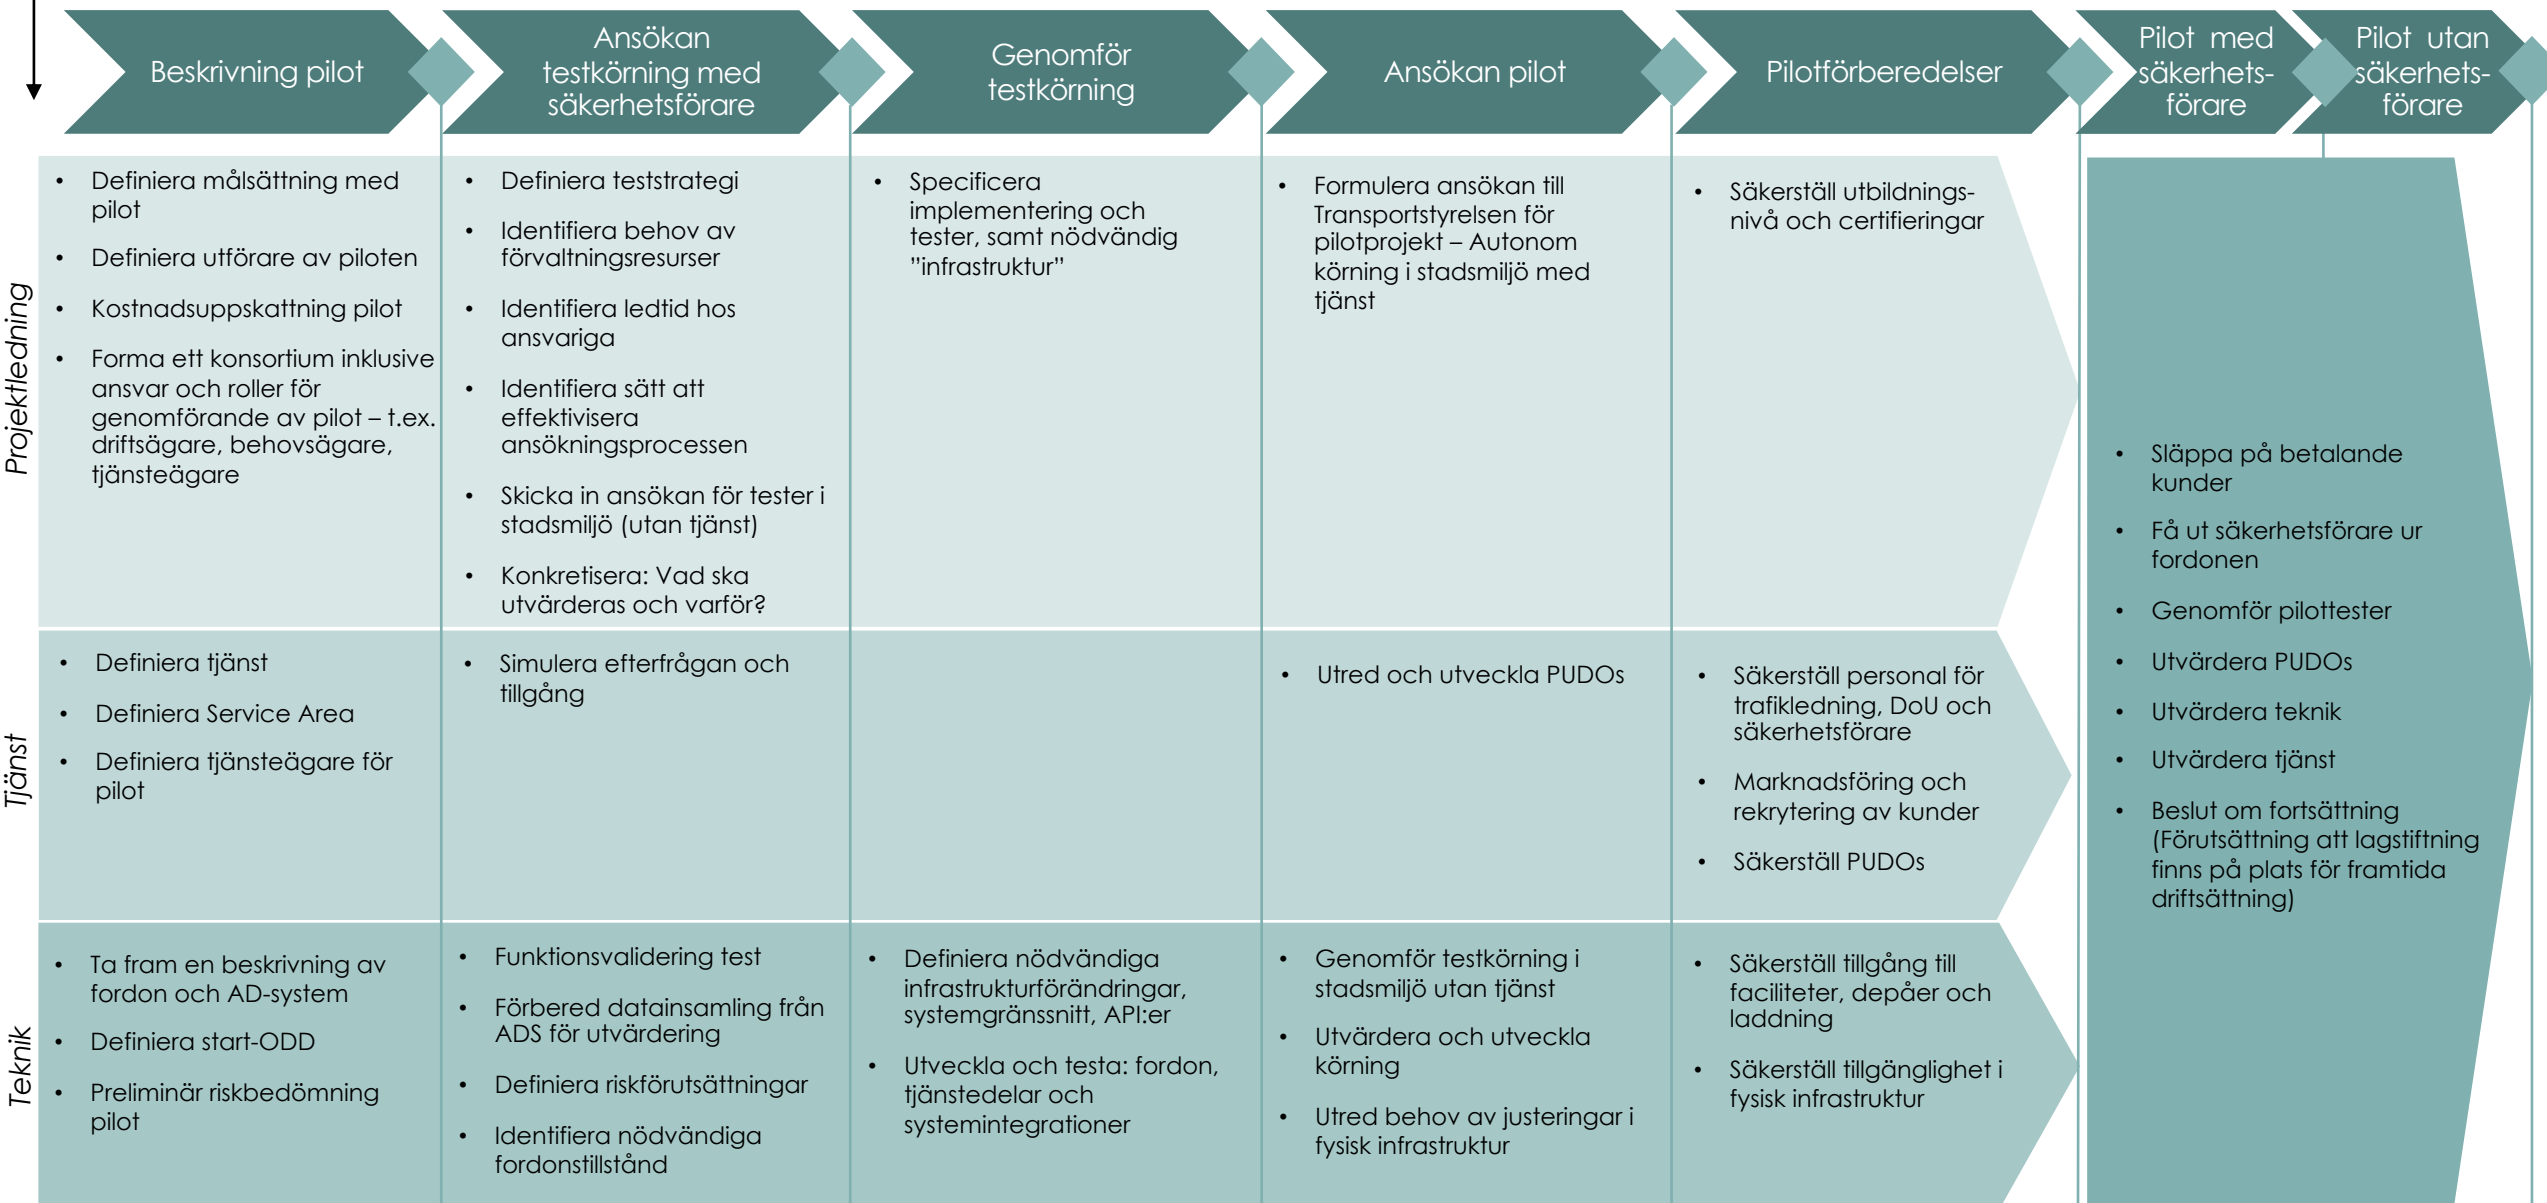 Beskrivning pilot
Ansökan
testkörning med
säkerhetsförare
Genomför
testkörning
Ansökan pilot
Pilotförberedelser
Pilot med
säkerhets-
förare
Pilot utan
säkerhets-
förare
Projektledning
• Definiera målsättning med
pilot
• Definiera utförare av piloten
• Kostnadsuppskattning pilot
• Forma ett konsortium inklusive
ansvar och roller för
genomförande av pilot – t.ex.
driftsägare, behovsägare,
tjänsteägare
• Definiera teststrategi
• Identifiera behov av
förvaltningsresurser
• Identifiera ledtid hos
ansvariga
• Identifiera sätt att
effektivisera
ansökningsprocessen
• Skicka in ansökan för tester i
stadsmiljö (utan tjänst)
• Konkretisera: Vad ska
utvärderas och varför?
• Specificera
implementering och
tester, samt nödvändig
”infrastruktur”
• Formulera ansökan till
Transportstyrelsen för
pilotprojekt – Autonom
körning i stadsmiljö med
tjänst
• Säkerställ utbildnings-
nivå och certifieringar
Tjänst
• Definiera tjänst
• Definiera Service Area
• Definiera tjänsteägare för
pilot
• Simulera efterfrågan och
tillgång
• Utred och utveckla PUDOs
• Säkerställ personal för
trafikledning, DoU och
säkerhetsförare
• Marknadsföring och
rekrytering av kunder
• Säkerställ PUDOs
Teknik
• Ta fram en beskrivning av
fordon och AD-system
• Definiera start-ODD
• Preliminär riskbedömning
pilot
• Funktionsvalidering test
• Förbered datainsamling från
ADS för utvärdering
• Definiera riskförutsättningar
• Identifiera nödvändiga
fordonstillstånd
• Definiera nödvändiga
infrastrukturförändringar,
systemgränssnitt, API:er
• Utveckla och testa: fordon,
tjänstedelar och
systemintegrationer
• Genomför testkörning i
stadsmiljö utan tjänst
• Utvärdera och utveckla
körning
• Utred behov av justeringar i
fysisk infrastruktur
• Säkerställ tillgång till
faciliteter, depåer och
laddning
• Säkerställ tillgänglighet i
fysisk infrastruktur
• Släppa på betalande
kunder
• Få ut säkerhetsförare ur
fordonen
• Genomför pilottester
• Utvärdera PUDOs
• Utvärdera teknik
• Utvärdera tjänst
• Beslut om fortsättning
(Förutsättning att lagstiftning
finns på plats för framtida
driftsättning)